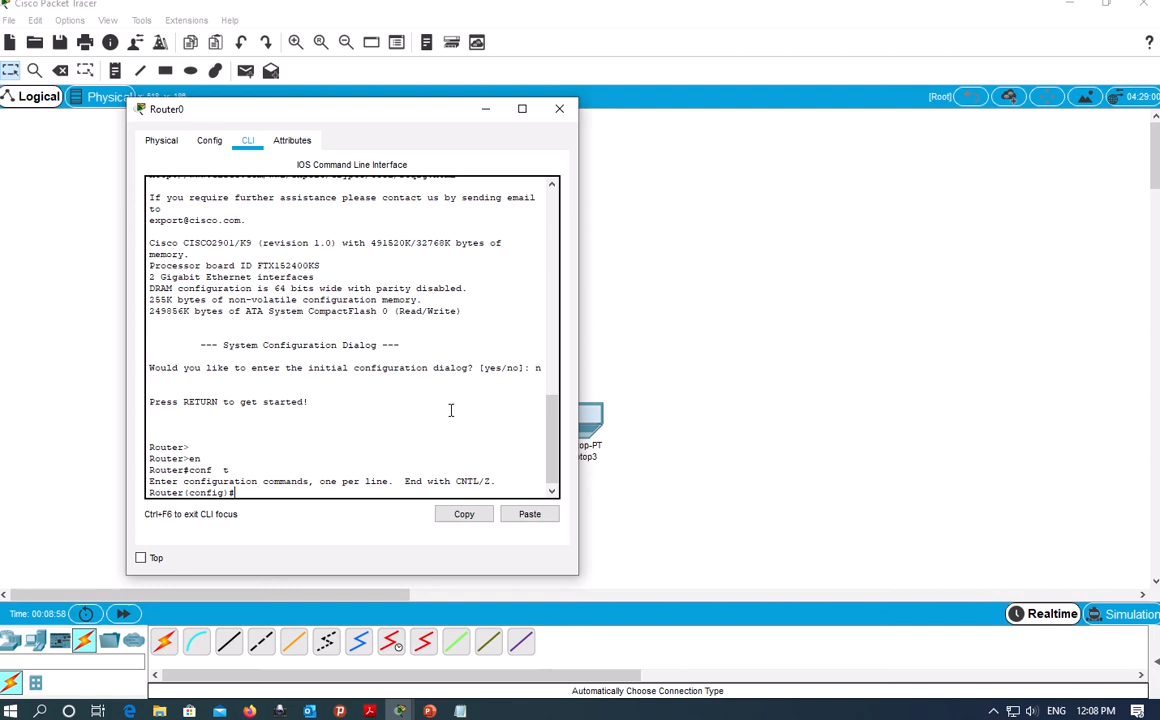 Cisco Packet Tracer
File Edit Options View Tools Extensions Help
?
Logical
Physical
[Root]
04:29:00
Router0
Physical Config CLI Attributes
IOS Command Line Interface
If you require further assistance please contact us by sending email
to
export@cisco.com.
Cisco CISCO2901/K9 (revision 1.0) with 491520K/32768K bytes of
memory.
Processor board ID FTX152400KS
2 Gigabit Ethernet interfaces
DRAM configuration is 64 bits wide with parity disabled.
255K bytes of non-volatile configuration memory.
249856K bytes of ATA System CompactFlash 0 (Read/Write)
--- System Configuration Dialog ---
Would you like to enter the initial configuration dialog? [yes/no]: n
Press RETURN to get started!
Router>
Router>en
Router#conf  t
Enter configuration commands, one per line.  End with CNTL/Z.
Router(config)#
Ctrl+F6 to exit CLI focus
Copy
Paste
Top
op-PT
top3
Time: 00:08:58
Realtime
Simulation
Automatically Choose Connection Type
ENG
12:08 PM